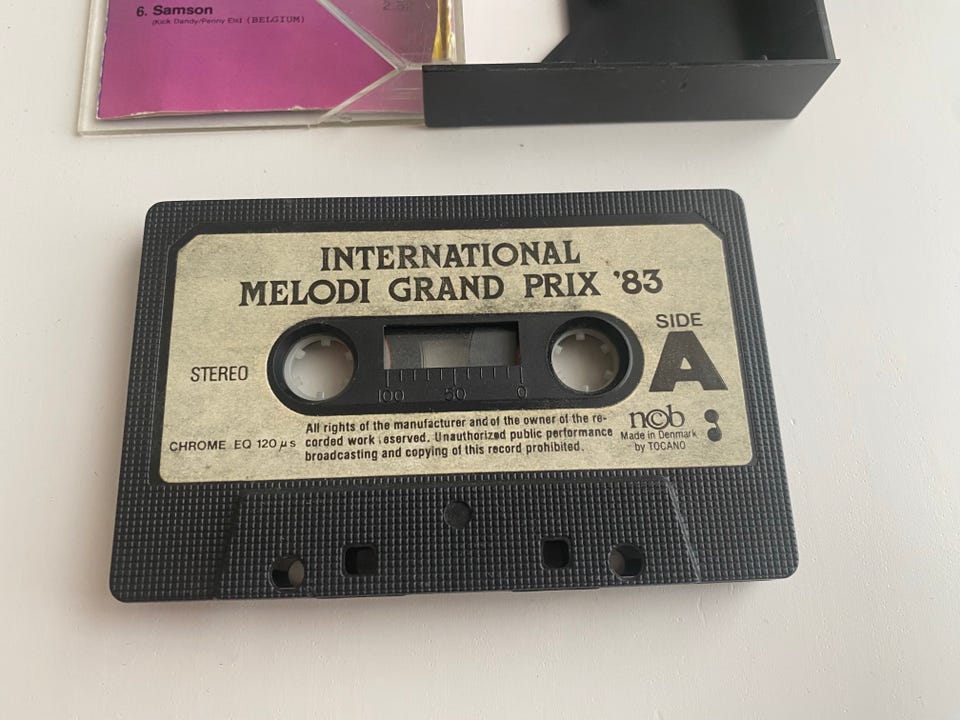 6. Samson
(Kick Dandy/Penny Els) (BELGIUM)
INTERNATIONAL
MELODI GRAND PRIX '83
SIDE
A
STEREO
100 50 0
CHROME EQ 120 μs
All rights of the manufacturer and of the owner of the re-
corded work reserved. Unauthorized public performance
broadcasting and copying of this record prohibited.
n©b
Made in Denmark
by TOCANO